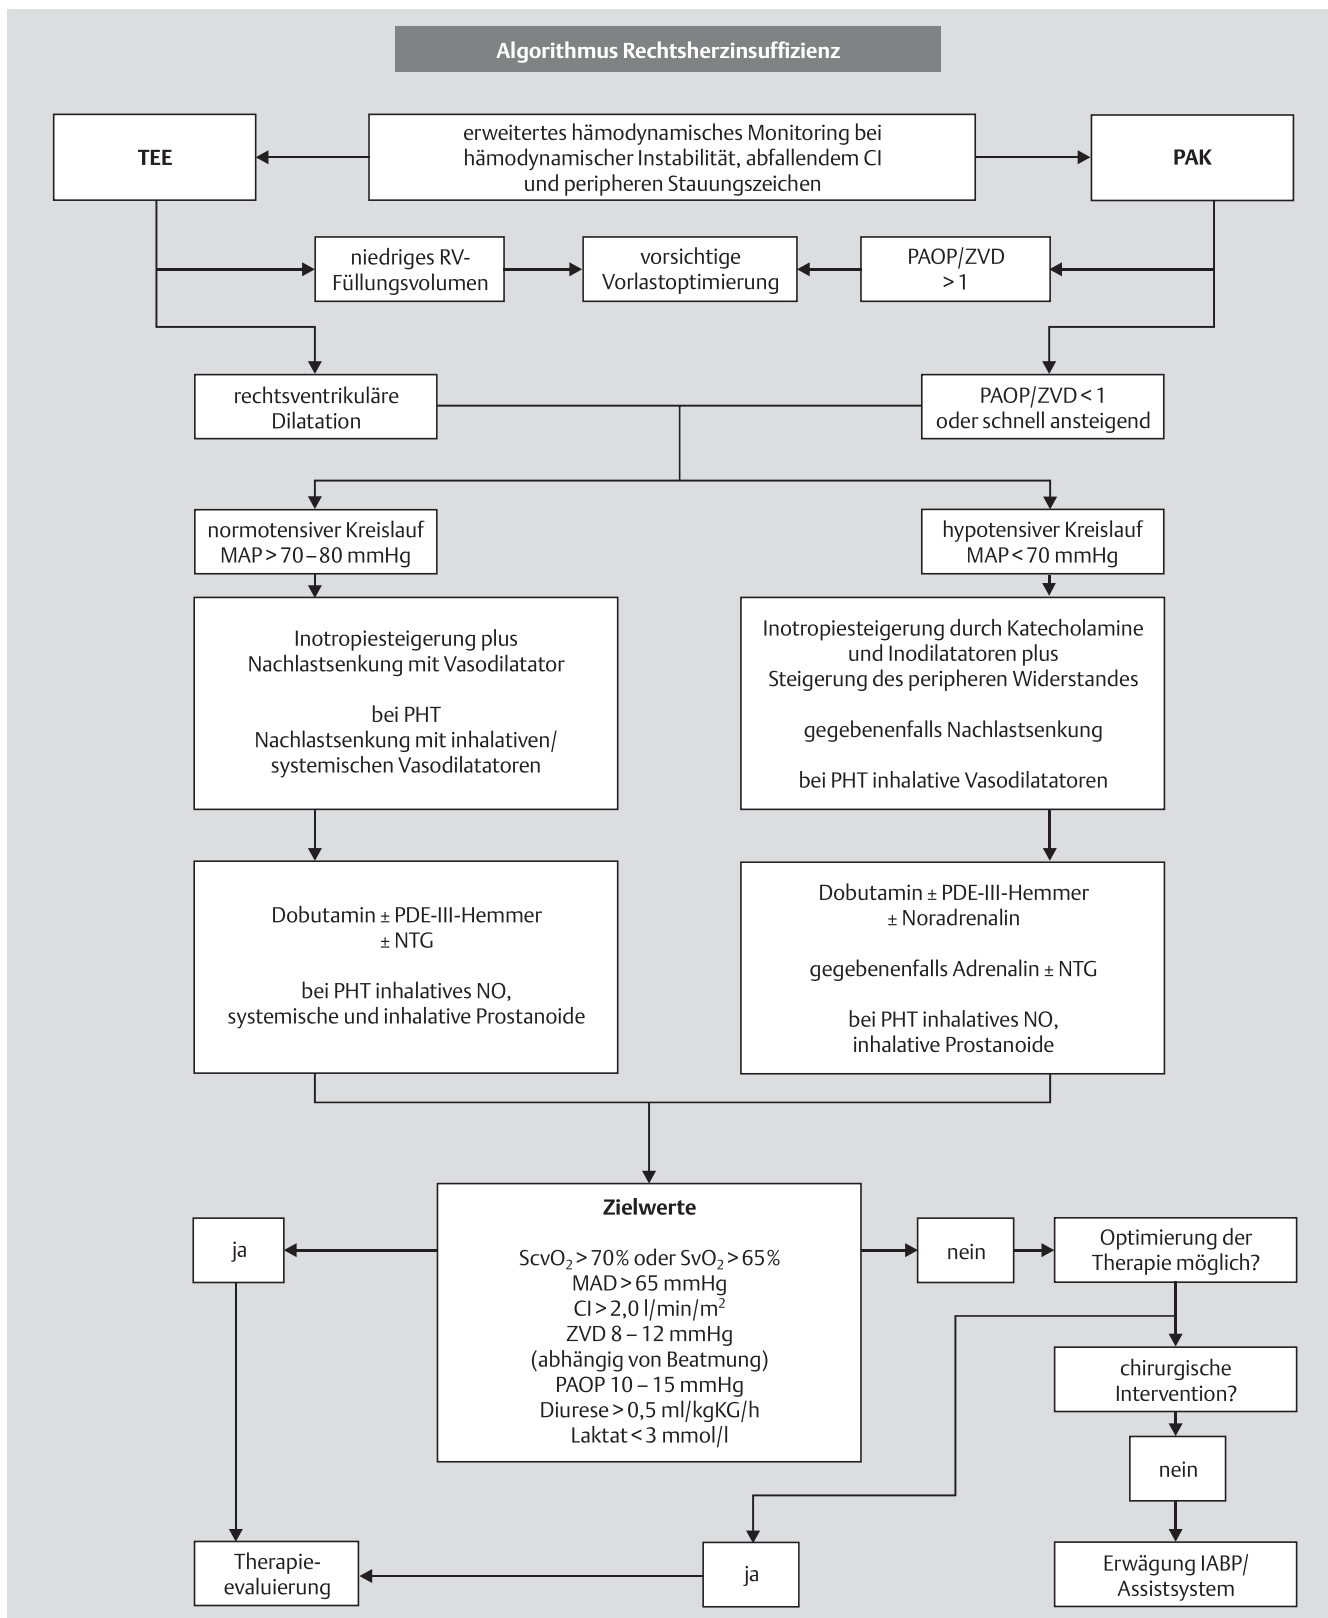 Algorithmus Rechtsherzinsuffizienz
TEE
erweitertes hämodynamisches Monitoring bei
hämodynamischer Instabilität, abfallendem CI
und peripheren Stauungszeichen
PAK
niedriges RV-
Füllungsvolumen
vorsichtige
Vorlastoptimierung
PAOP/ZVD
> 1
rechtsventrikuläre
Dilatation
PAOP/ZVD < 1
oder schnell ansteigend
normotensiver Kreislauf
MAP > 70 – 80 mmHg
hypotensiver Kreislauf
MAP < 70 mmHg
Inotropiesteigerung plus
Nachlastsenkung mit Vasodilatator
bei PHT
Nachlastsenkung mit inhalativen/
systemischen Vasodilatatoren
Inotropiesteigerung durch Katecholamine
und Inodilatatoren plus
Steigerung des peripheren Widerstandes
gegebenenfalls Nachlastsenkung
bei PHT inhalative Vasodilatatoren
Dobutamin ± PDE-III-Hemmer
± NTG
bei PHT inhalatives NO,
systemische und inhalative Prostanoide
Dobutamin ± PDE-III-Hemmer
± Noradrenalin
gegebenenfalls Adrenalin ± NTG
bei PHT inhalatives NO,
inhalative Prostanoide
Zielwerte
ScvO₂ > 70% oder SvO₂ > 65%
MAD > 65 mmHg
CI > 2,0 l/min/m²
ZVD 8 – 12 mmHg
(abhängig von Beatmung)
PAOP 10 – 15 mmHg
Diurese > 0,5 ml/kgKG/h
Laktat < 3 mmol/l
ja
nein
Optimierung der
Therapie möglich?
chirurgische
Intervention?
nein
Therapie-
evaluierung
ja
Erwägung IABP/
Assistsystem